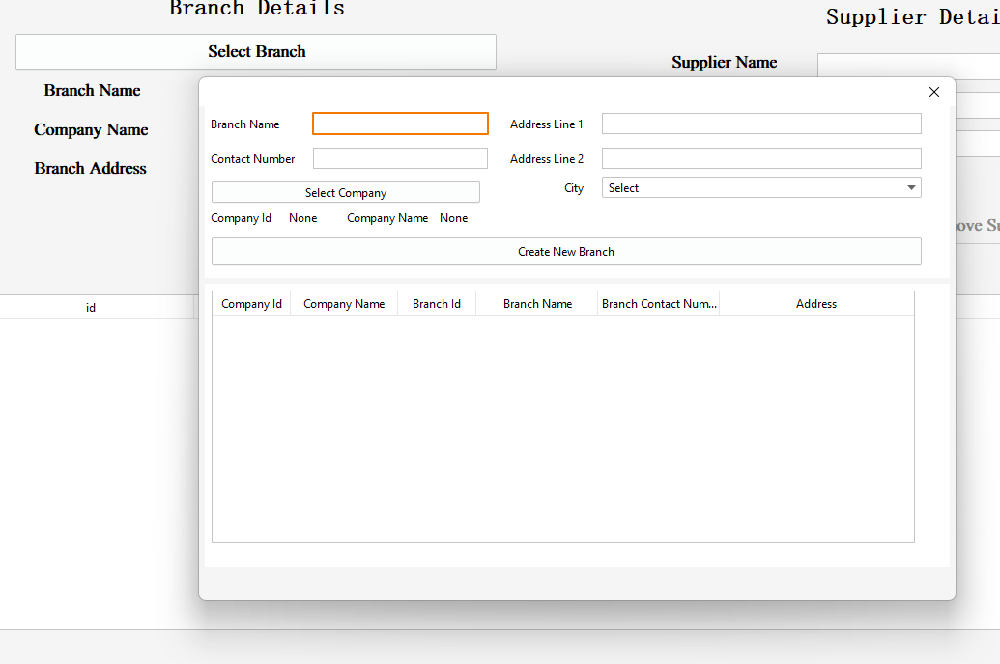 Branch Details
Supplier Detai
Select Branch
Supplier Name
Branch Name
Company Name
Branch Address
Branch Name
Address Line 1
Contact Number
Address Line 2
Select Company
City
Select
Company Id None Company Name None
Create New Branch
ove Su
id
Company Id Company Name Branch Id Branch Name Branch Contact Num... Address